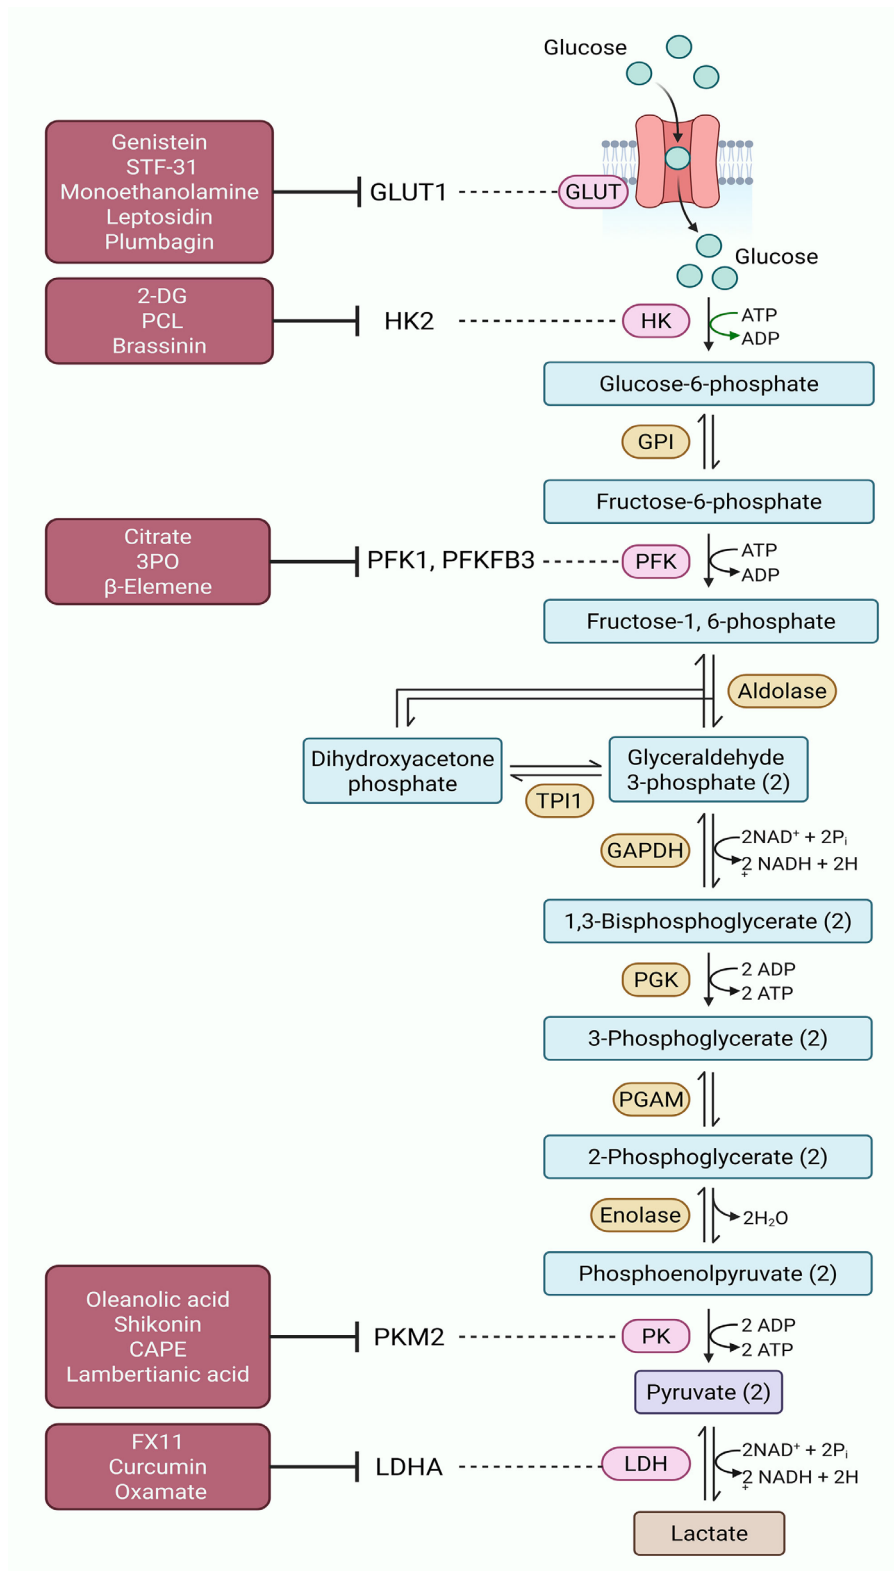 Glucose
Genistein
STF-31
Monoethanolamine
Leptosidin
Plumbagin
GLUT1
GLUT
Glucose
2-DG
PCL
Brassinin
HK2
HK
ATP
ADP
Glucose-6-phosphate
GPI
Fructose-6-phosphate
Citrate
3PO
β-Elemene
PFK1, PFKFB3
PFK
ATP
ADP
Fructose-1, 6-phosphate
Aldolase
Dihydroxyacetone
phosphate
Glyceraldehyde
3-phosphate (2)
TPI1
GAPDH
2NAD⁺ + 2Pᵢ
2 NADH + 2H
+
1,3-Bisphosphoglycerate (2)
PGK
2 ADP
2 ATP
3-Phosphoglycerate (2)
PGAM
2-Phosphoglycerate (2)
Enolase
2H₂O
Phosphoenolpyruvate (2)
Oleanolic acid
Shikonin
CAPE
Lambertianic acid
PKM2
PK
2 ADP
2 ATP
Pyruvate (2)
FX11
Curcumin
Oxamate
LDHA
LDH
2NAD⁺ + 2Pᵢ
2 NADH + 2H
+
Lactate